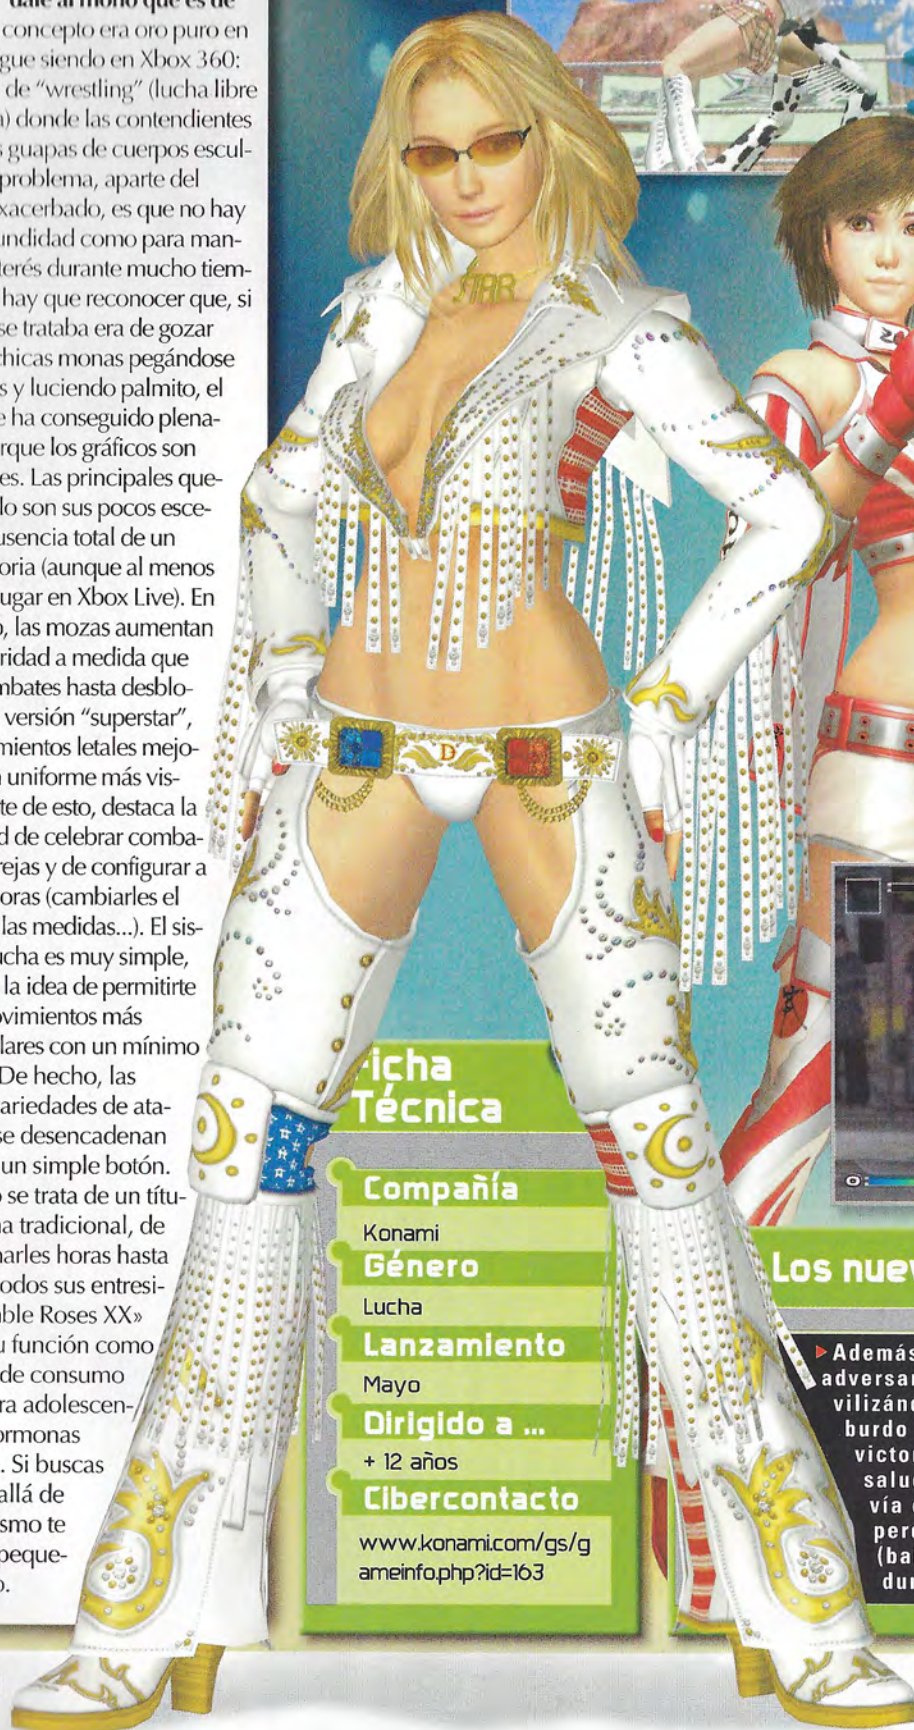 dale al mono que es de
concepto era oro puro en
gue siendo en Xbox 360:
de “wrestling” (lucha libre
a) donde las contendientes
s guapas de cuerpos escul-
problema, aparte del
xacerbado, es que no hay
undidad como para man-
terés durante mucho tiem-
hay que reconocer que, si
se trataba era de gozar
chicas monas pegándose
s y luciendo palmito, el
e ha conseguido plena-
rque los gráficos son
es. Las principales que-
lo son sus pocos esce-
usencia total de un
oria (aunque al menos
ugar en Xbox Live). En
o, las mozas aumentan
ridad a medida que
mbates hasta desblo-
versión “superstar”,
mientos letales mejo-
n uniforme más vis-
te de esto, destaca la
d de celebrar comba-
rejas y de configurar a
oras (cambiarles el
las medidas...). El sis-
ucha es muy simple,
la idea de permitirte
ovimientos más
lares con un mínimo
De hecho, las
ariedades de ata-
se desencadenan
un simple botón.
o se trata de un títu-
na tradicional, de
narles horas hasta
odos sus entresi-
ble Roses XX»
u función como
de consumo
ra adolescen-
ormonas
. Si buscas
allá de
smo te
peque-
o.
D
icha
Técnica
Compañía
Konami
Género
Lucha
Lanzamiento
Mayo
Dirigido a ...
+ 12 años
Cibercontacto
www.konami.com/gs/g
ameinfo.php?id=163
Los nuev
Además
adversar
vilizánd
burdo
victor
salu
vía
per
(ba
dur